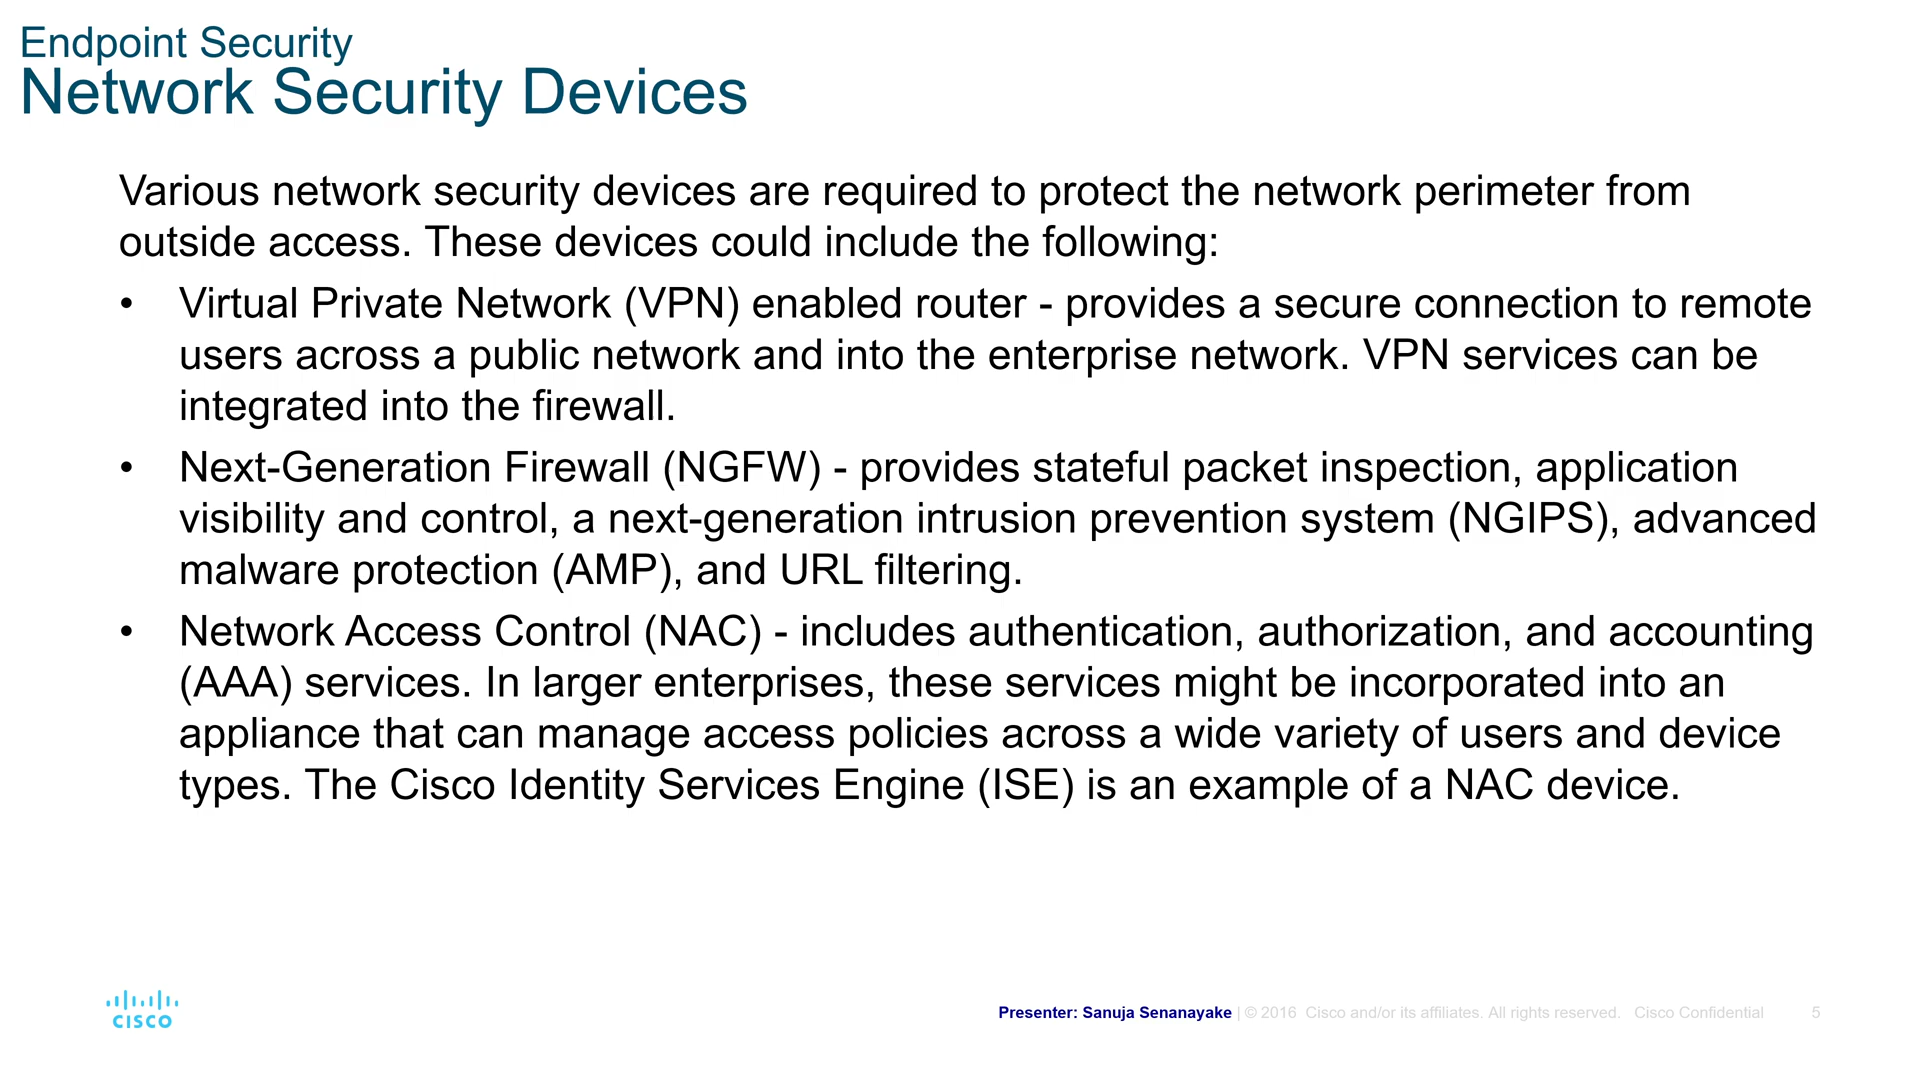 Endpoint Security
Network Security Devices
Various network security devices are required to protect the network perimeter from
outside access. These devices could include the following:
• Virtual Private Network (VPN) enabled router - provides a secure connection to remote
users across a public network and into the enterprise network. VPN services can be
integrated into the firewall.
• Next-Generation Firewall (NGFW) - provides stateful packet inspection, application
visibility and control, a next-generation intrusion prevention system (NGIPS), advanced
malware protection (AMP), and URL filtering.
• Network Access Control (NAC) - includes authentication, authorization, and accounting
(AAA) services. In larger enterprises, these services might be incorporated into an
appliance that can manage access policies across a wide variety of users and device
types. The Cisco Identity Services Engine (ISE) is an example of a NAC device.
CISCO
Presenter: Sanuja Senanayake | © 2016 Cisco and/or its affiliates. All rights reserved. Cisco Confidential 5